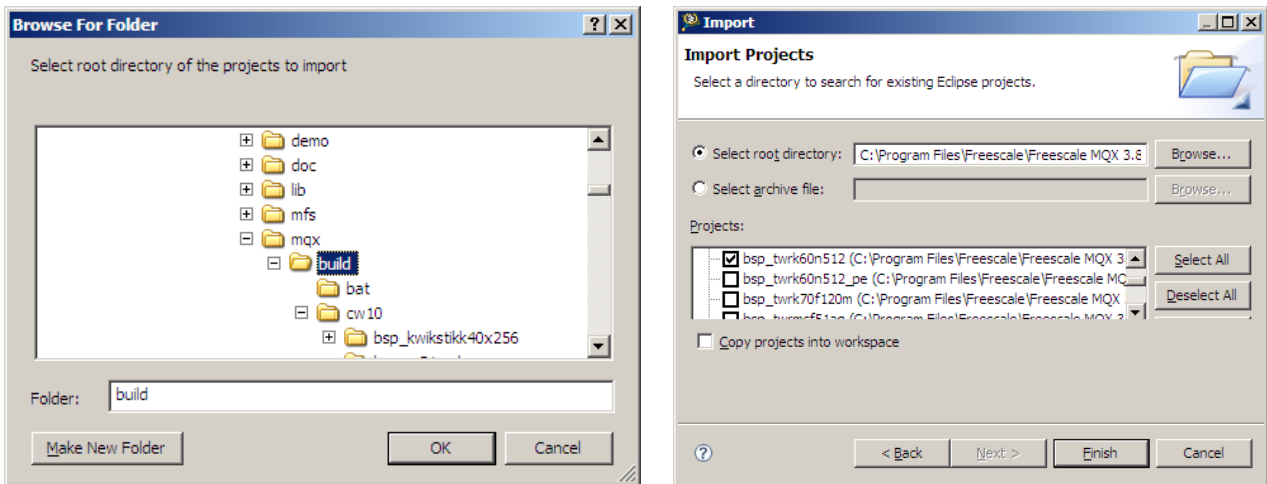 Browse For Folder
Select root directory of the projects to import
demo
doc
lib
mfs
mqx
build
bat
cw10
bsp_kwikstikk40x256
Folder: build
Make New Folder OK Cancel
Import
Import Projects
Select a directory to search for existing Eclipse projects.
Select root directory: C:\Program Files\Freescale\Freescale MQX 3.8 Browse...
Select archive file: Browse...
Projects:
bsp_twrk60n512 (C:\Program Files\Freescale\Freescale MQX 3. Select All
bsp_twrk60n512_pe (C:\Program Files\Freescale\Freescale MQ
bsp_twrk70f120m (C:\Program Files\Freescale\Freescale MQX Deselect All
Copy projects into workspace
? < Back Next > Finish Cancel